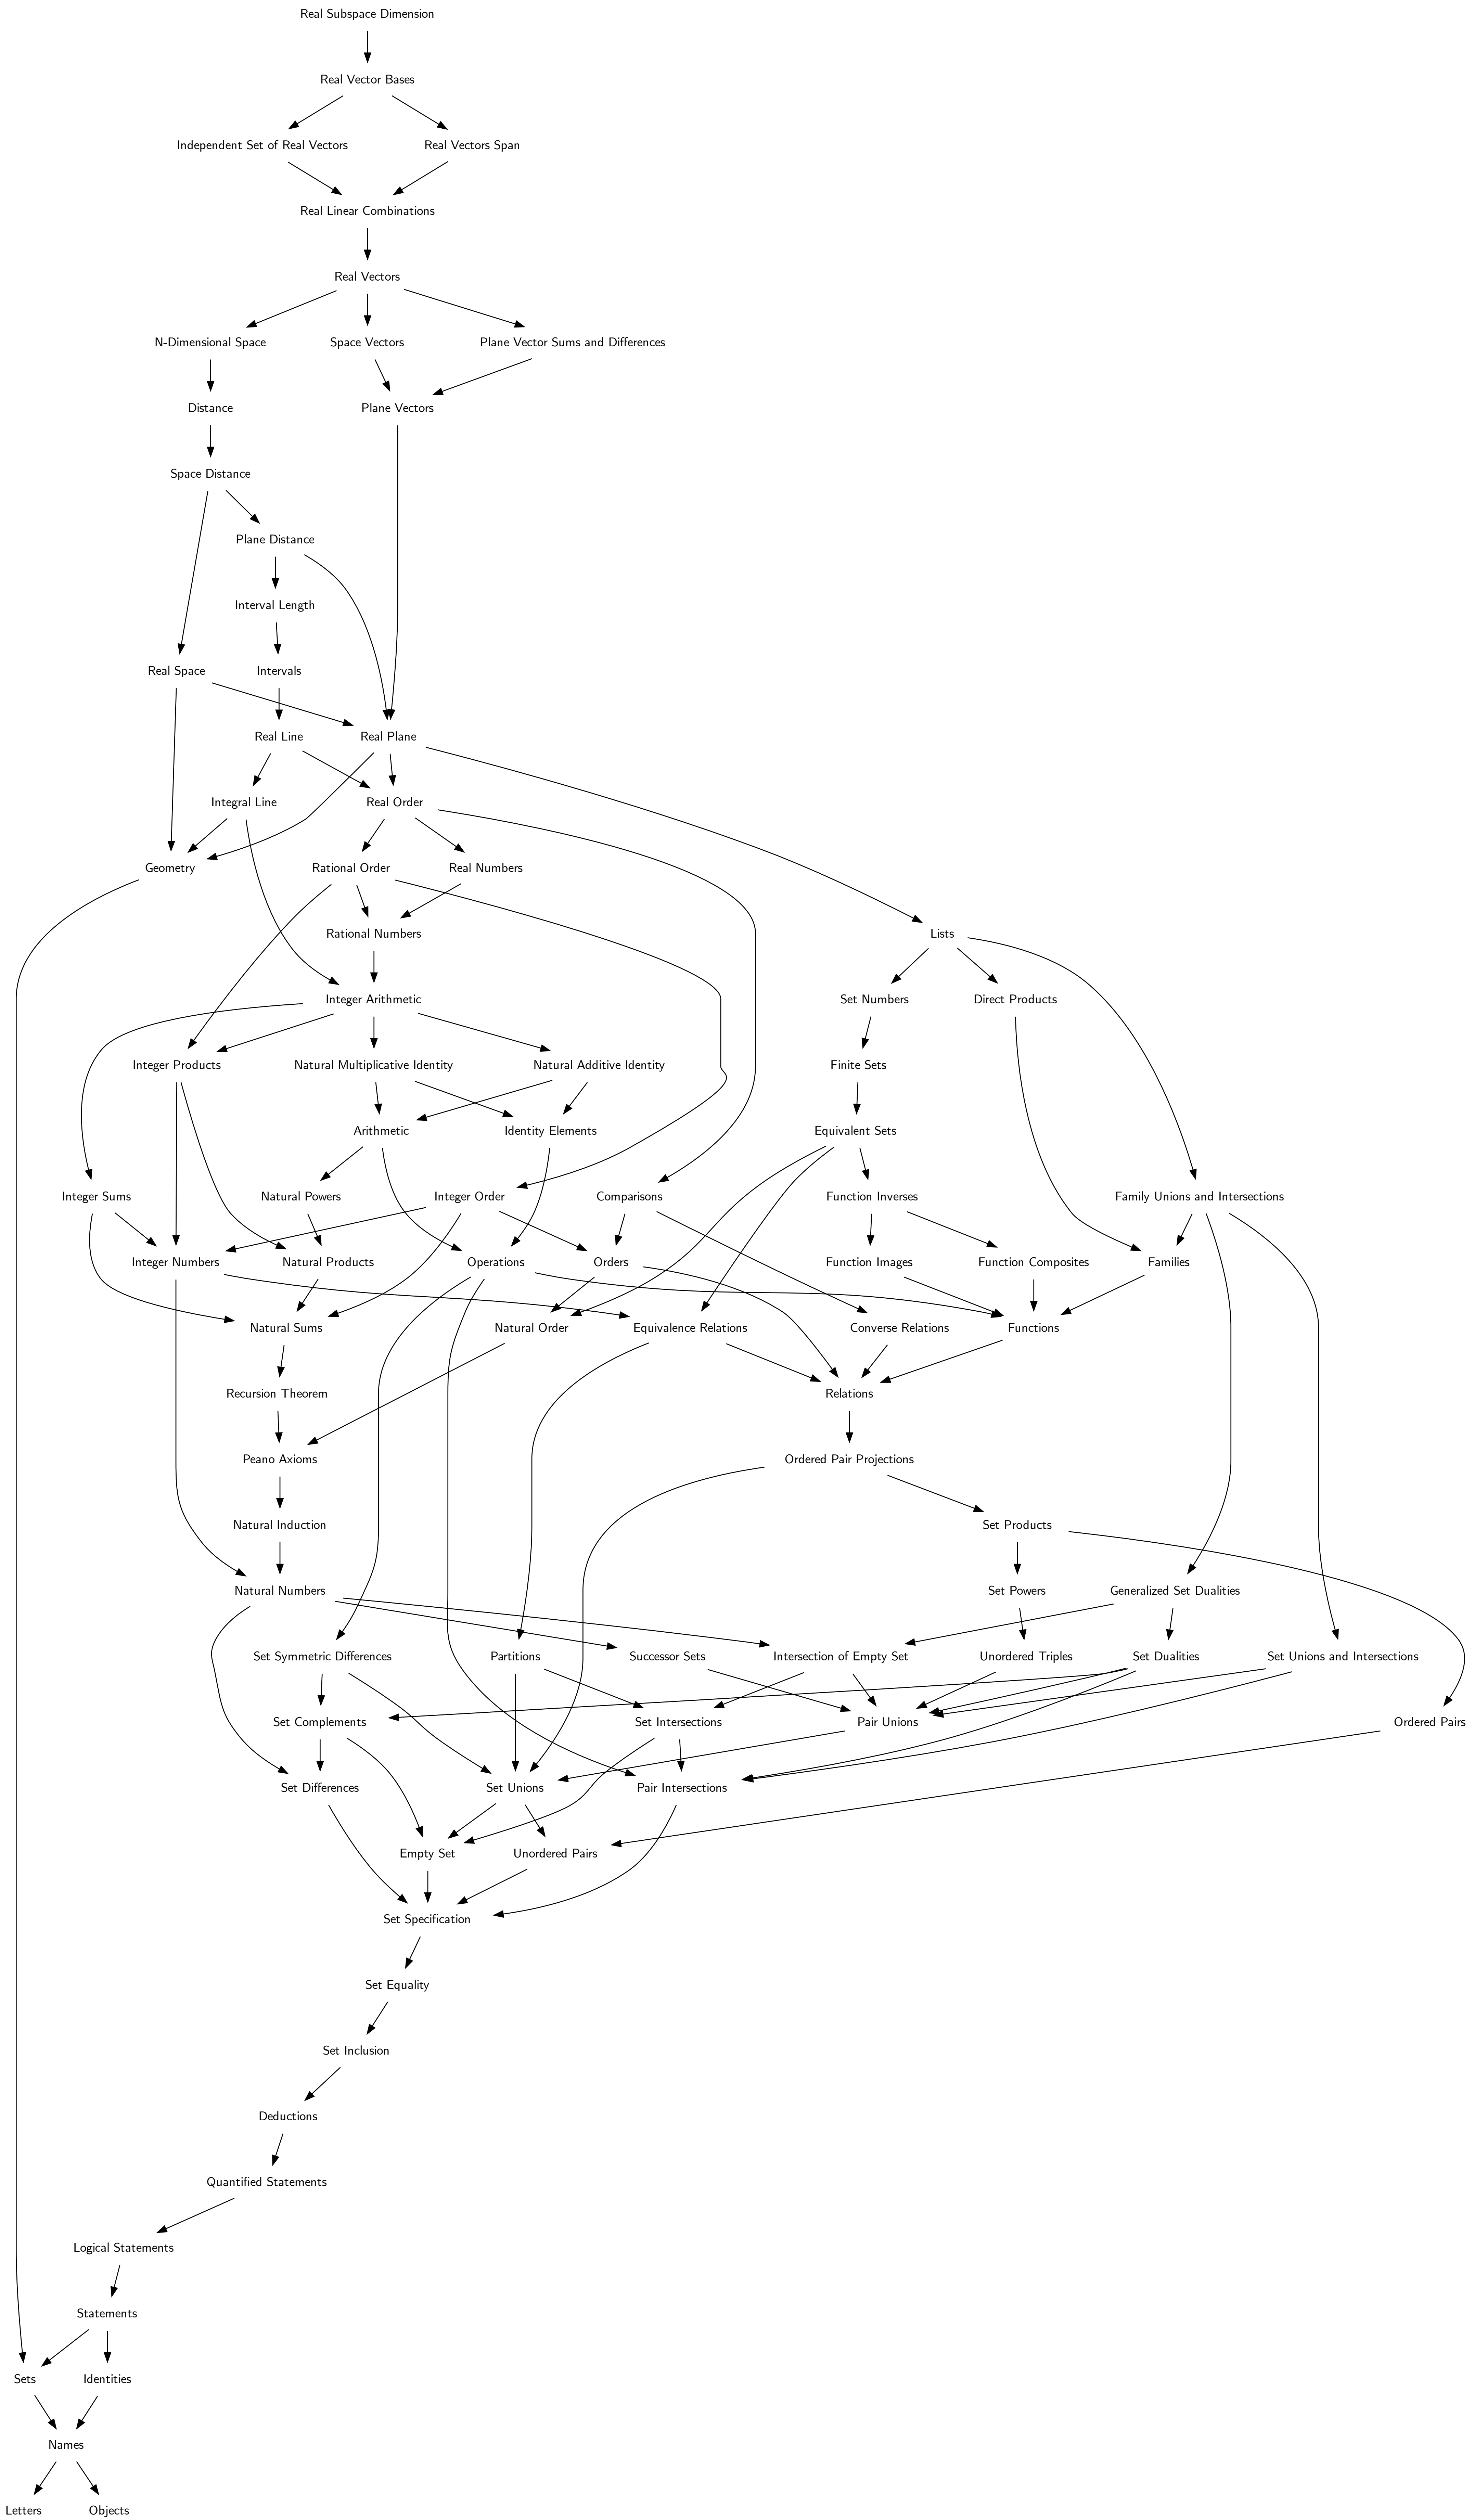 Real Subspace Dimension
Real Vector Bases
Independent Set of Real Vectors
Real Vectors Span
Real Linear Combinations
Real Vectors
N-Dimensional Space
Space Vectors
Plane Vector Sums and Differences
Distance
Plane Vectors
Space Distance
Plane Distance
Interval Length
Real Space
Intervals
Real Line
Real Plane
Integral Line
Real Order
Geometry
Rational Order
Real Numbers
Rational Numbers
Lists
Integer Arithmetic
Set Numbers
Direct Products
Integer Products
Natural Multiplicative Identity
Natural Additive Identity
Finite Sets
Arithmetic
Identity Elements
Equivalent Sets
Integer Sums
Natural Powers
Integer Order
Comparisons
Function Inverses
Family Unions and Intersections
Integer Numbers
Natural Products
Operations
Orders
Function Images
Function Composites
Families
Natural Sums
Natural Order
Equivalence Relations
Converse Relations
Functions
Recursion Theorem
Relations
Peano Axioms
Ordered Pair Projections
Natural Induction
Set Products
Natural Numbers
Set Powers
Generalized Set Dualities
Set Symmetric Differences
Partitions
Successor Sets
Intersection of Empty Set
Unordered Triples
Set Dualities
Set Unions and Intersections
Set Complements
Set Intersections
Pair Unions
Ordered Pairs
Set Differences
Set Unions
Pair Intersections
Empty Set
Unordered Pairs
Set Specification
Set Equality
Set Inclusion
Deductions
Quantified Statements
Logical Statements
Statements
Sets
Identities
Names
Letters
Objects